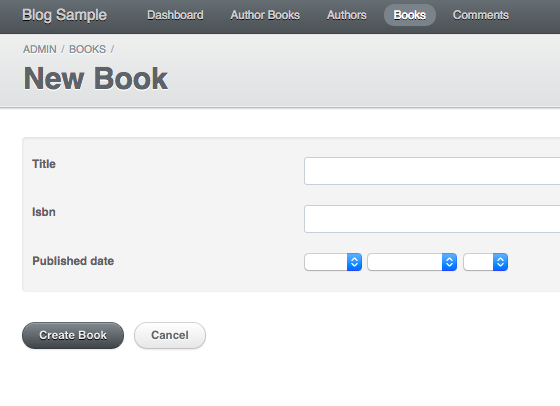 Blog Sample Dashboard Author Books Authors Books Comments
ADMIN / BOOKS /
New Book
Title
Isbn
Published date
Create Book Cancel